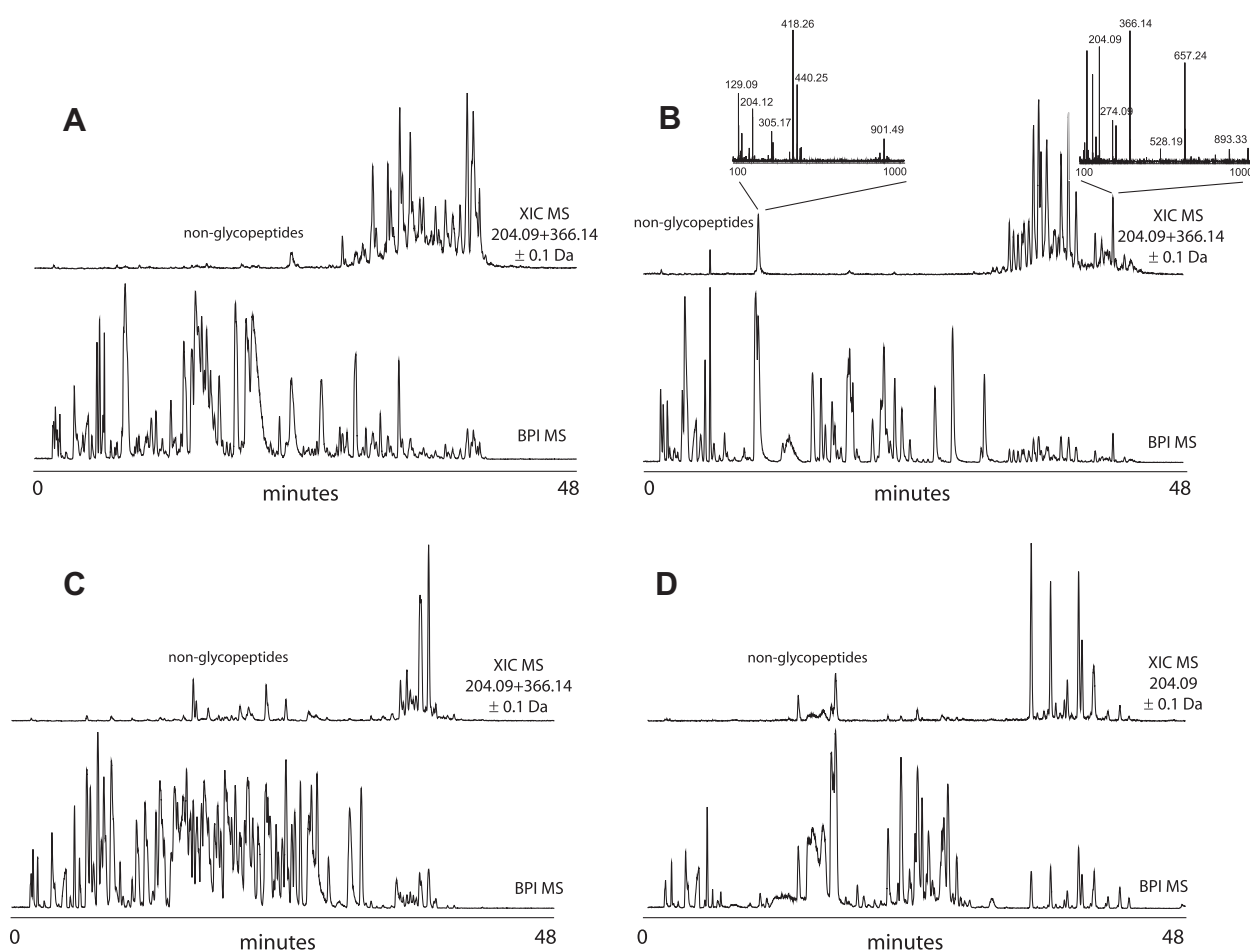 A
non-glycopeptides
XIC MS
204.09+366.14
± 0.1 Da
BPI MS
0
48
minutes
B
418.26
129.09
440.25
204.12
305.17
901.49
100
1000
366.14
204.09
657.24
274.09
528.19
893.33
100
1000
non-glycopeptides
XIC MS
204.09+366.14
± 0.1 Da
BPI MS
0
48
minutes
C
non-glycopeptides
XIC MS
204.09+366.14
± 0.1 Da
BPI MS
0
48
minutes
D
non-glycopeptides
XIC MS
204.09
± 0.1 Da
BPI MS
0
48
minutes